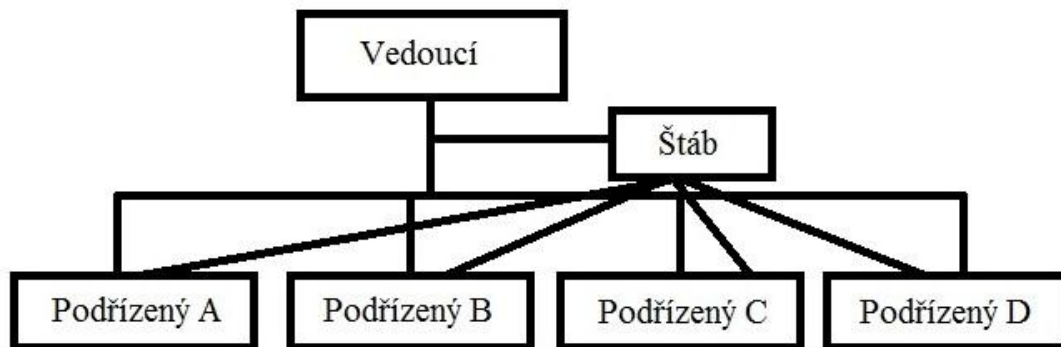 Vedoucí
Štáb
Podřízený A
Podřízený B
Podřízený C
Podřízený D